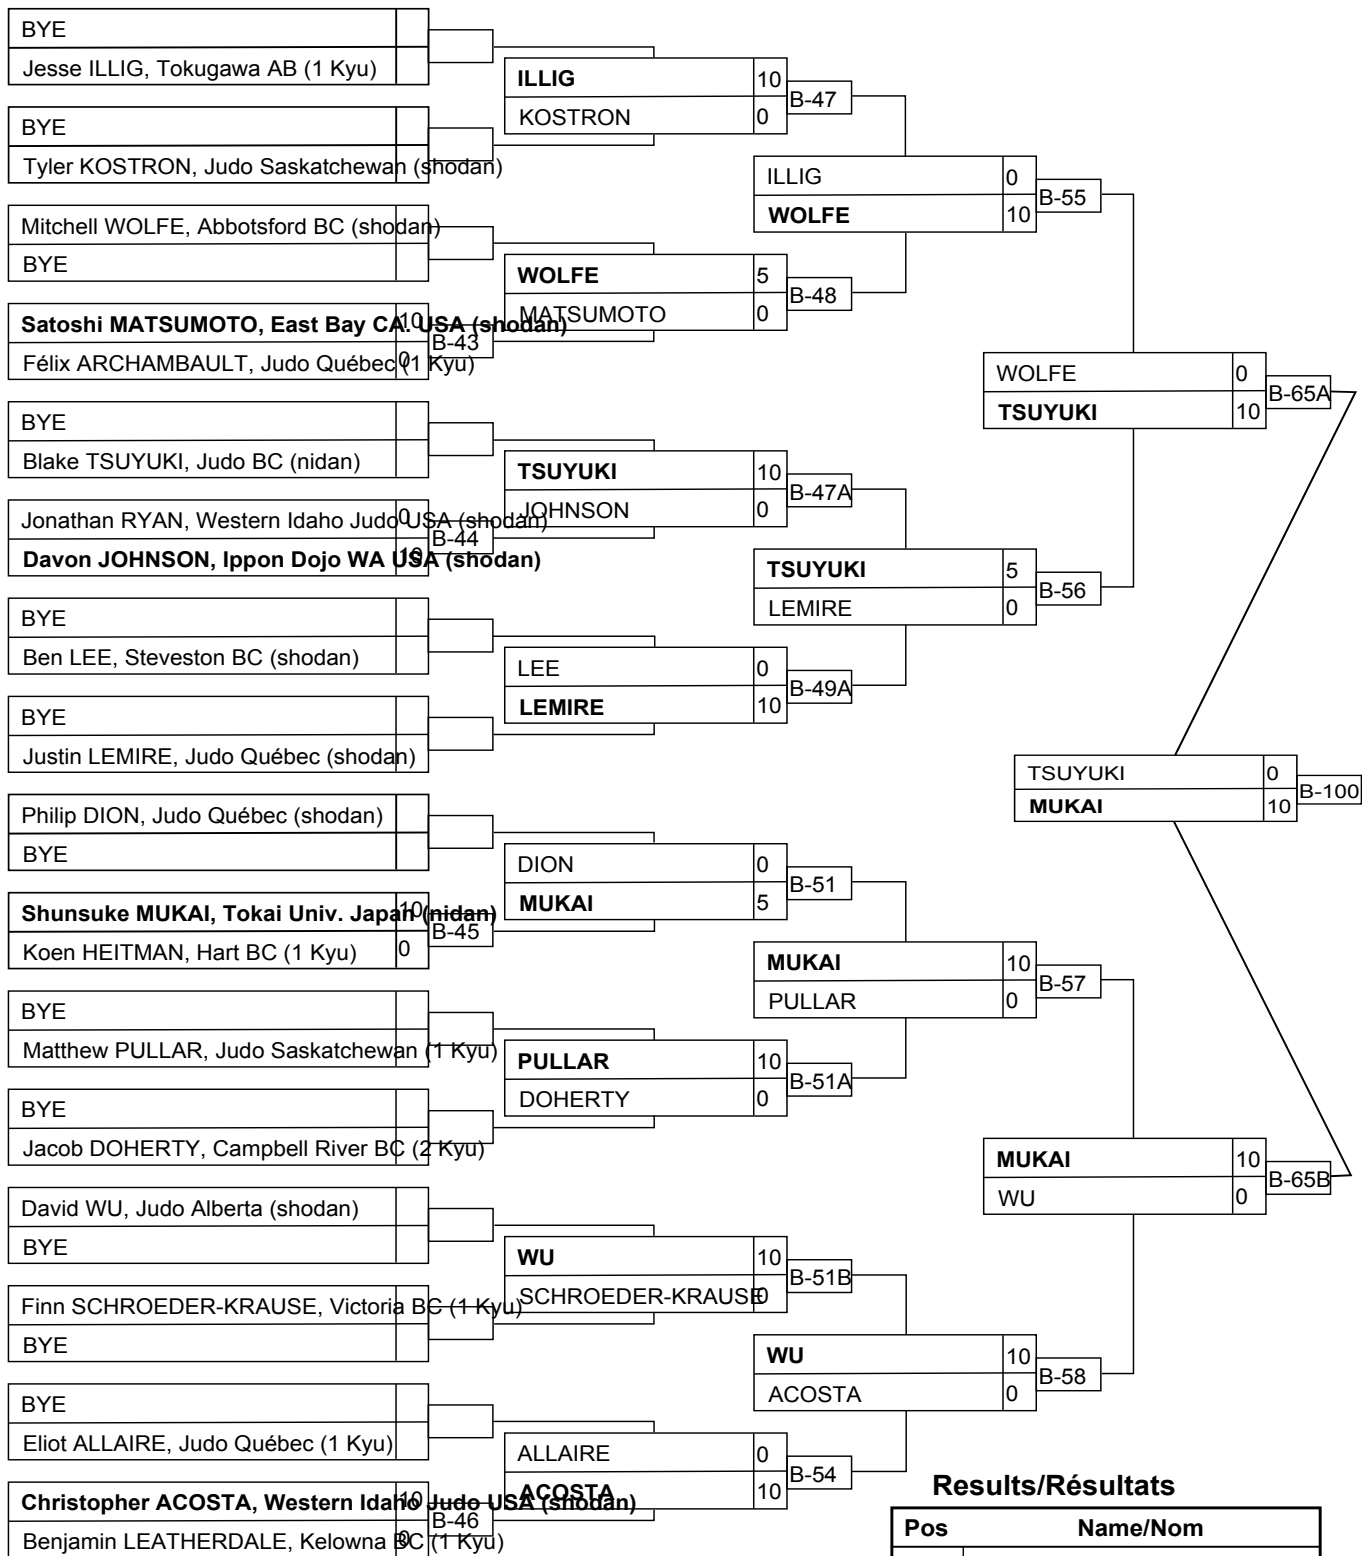 BYE
Jesse ILLIG, Tokugawa AB (1 Kyu)
BYE
Tyler KOSTRON, Judo Saskatchewan (shodan)
Mitchell WOLFE, Abbotsford BC (shodan)
BYE
Satoshi MATSUMOTO, East Bay CA. USA (shodan) 10
Félix ARCHAMBAULT, Judo Québec (1 Kyu) 0
B-43
BYE
Blake TSUYUKI, Judo BC (nidan)
Jonathan RYAN, Western Idaho Judo USA (shodan) 0
Davon JOHNSON, Ippon Dojo WA USA (shodan) 10
B-44
BYE
Ben LEE, Steveston BC (shodan)
BYE
Justin LEMIRE, Judo Québec (shodan)
Philip DION, Judo Québec (shodan)
BYE
Shunsuke MUKAI, Tokai Univ. Japan (nidan) 10
Koen HEITMAN, Hart BC (1 Kyu) 0
B-45
BYE
Matthew PULLAR, Judo Saskatchewan (1 Kyu)
BYE
Jacob DOHERTY, Campbell River BC (2 Kyu)
David WU, Judo Alberta (shodan)
BYE
Finn SCHROEDER-KRAUSE, Victoria BC (1 Kyu)
BYE
BYE
Eliot ALLAIRE, Judo Québec (1 Kyu)
Christopher ACOSTA, Western Idaho Judo USA (shodan) 10
Benjamin LEATHERDALE, Kelowna BC (1 Kyu) 0
B-46
ILLIG 10
KOSTRON 0
B-47
WOLFE 5
MATSUMOTO 0
B-48
TSUYUKI 10
JOHNSON 0
B-47A
LEE 0
LEMIRE 10
B-49A
DION 0
MUKAI 5
B-51
PULLAR 10
DOHERTY 0
B-51A
WU 10
SCHROEDER-KRAUSE 0
B-51B
ALLAIRE 0
ACOSTA 10
B-54
ILLIG 0
WOLFE 10
B-55
TSUYUKI 5
LEMIRE 0
B-56
MUKAI 10
PULLAR 0
B-57
WU 10
ACOSTA 0
B-58
WOLFE 0
TSUYUKI 10
B-65A
MUKAI 10
WU 0
B-65B
TSUYUKI 0
MUKAI 10
B-100
Results/Résultats
Pos Name/Nom